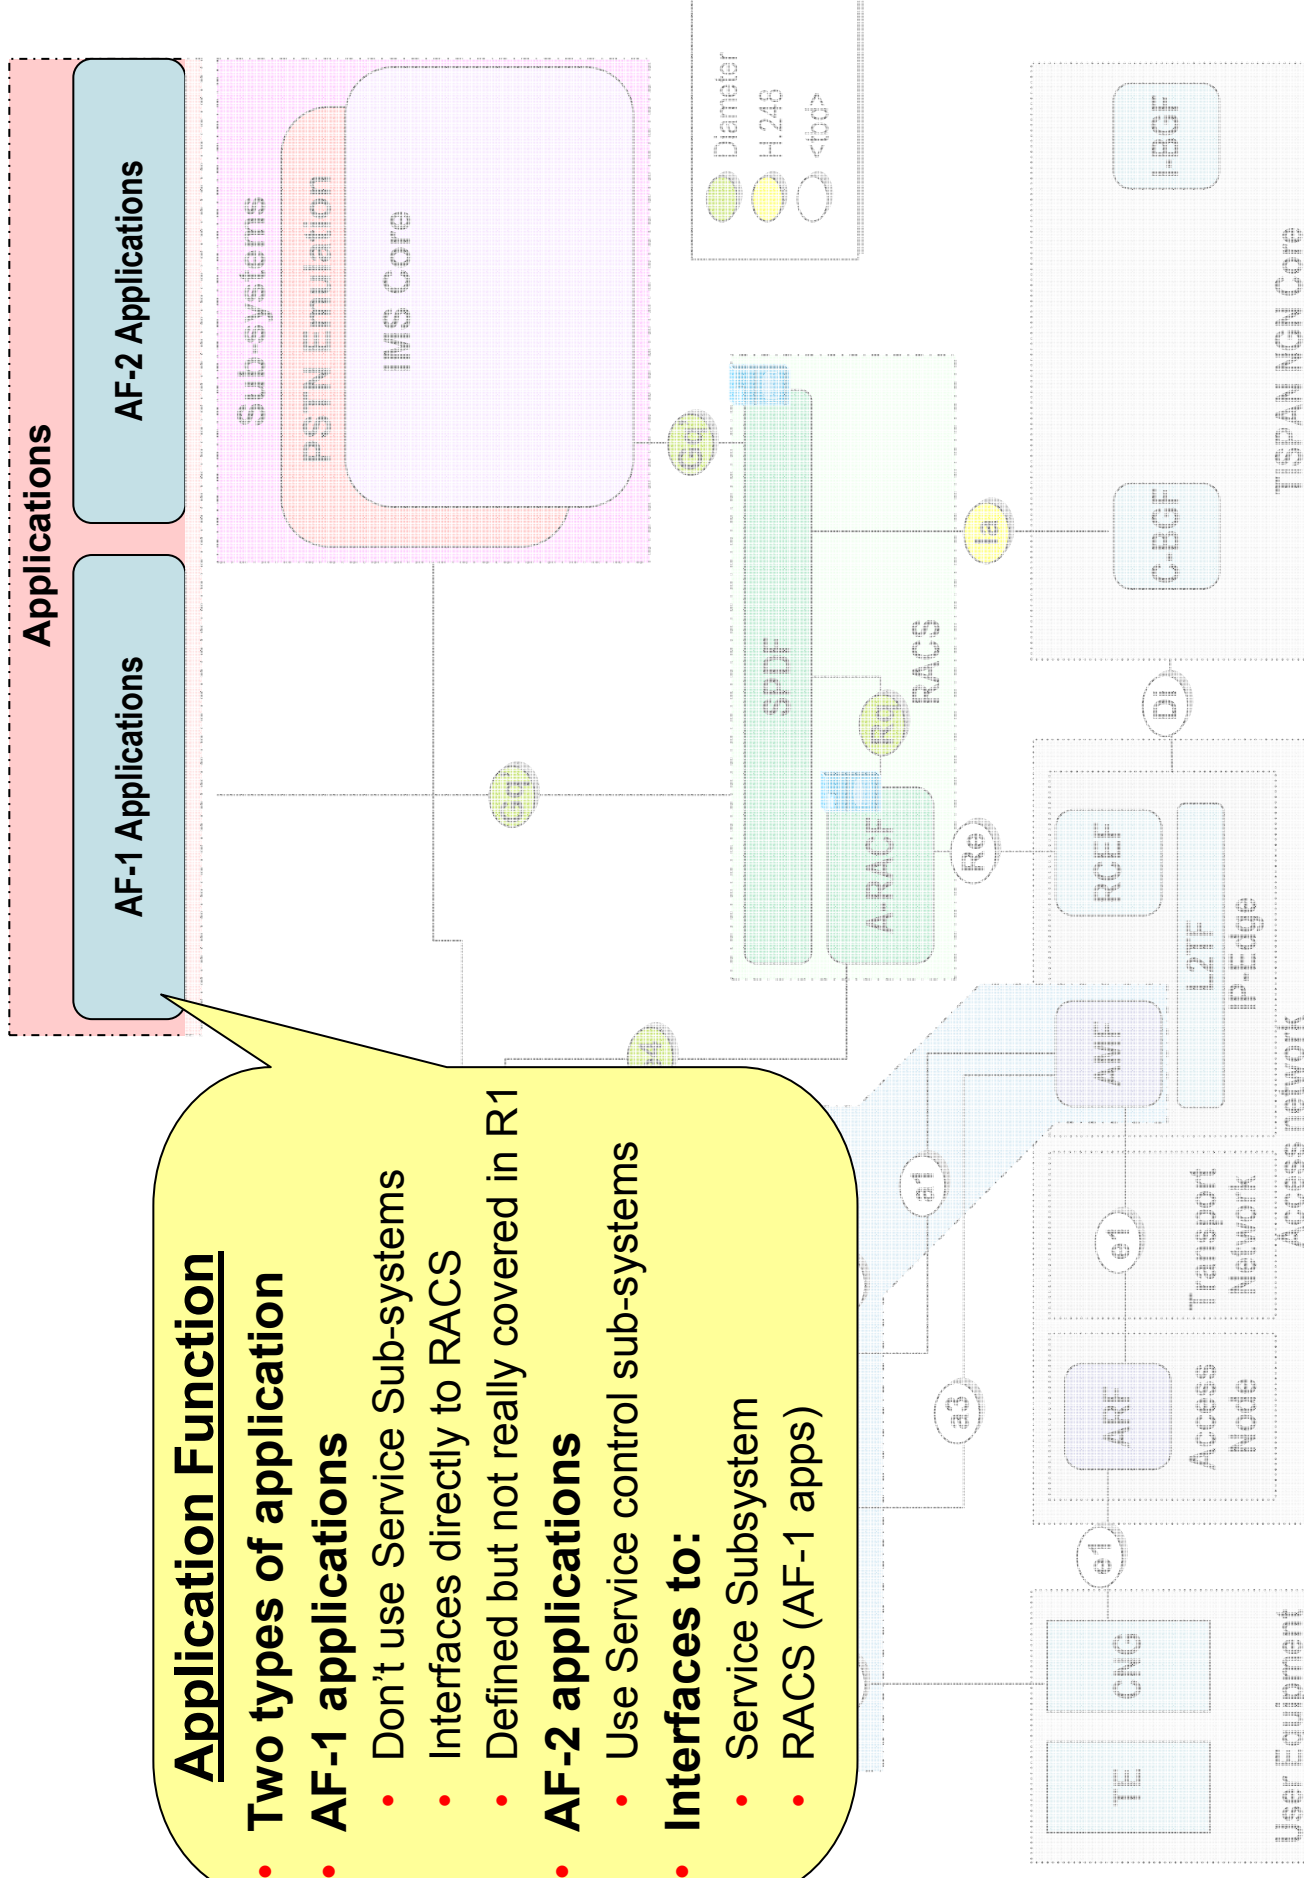 Applications
AF-1 Applications
AF-2 Applications
Application Function
Two types of application
AF-1 applications
Don't use Service Sub-systems
Interfaces directly to RACS
Defined but not really covered in R1
AF-2 applications
Use Service control sub-systems
Interfaces to:
Service Subsystem
RACS (AF-1 apps)
Sub-systems
PSTN Emulation
IMS Core
Gq'
Gq'
Diameter
H.248
<tbd>
SPDF
Rq
RACS
A-RACF
Ia
Re
Di
a1
a3
e1
e1
AMF
RCEF
L2TF
IP-Edge
C-BGF
I-BGF
TISPAN NGN Core
TE
CNG
User Equipment
ARF
Access
Node
Transport
Network
Access network